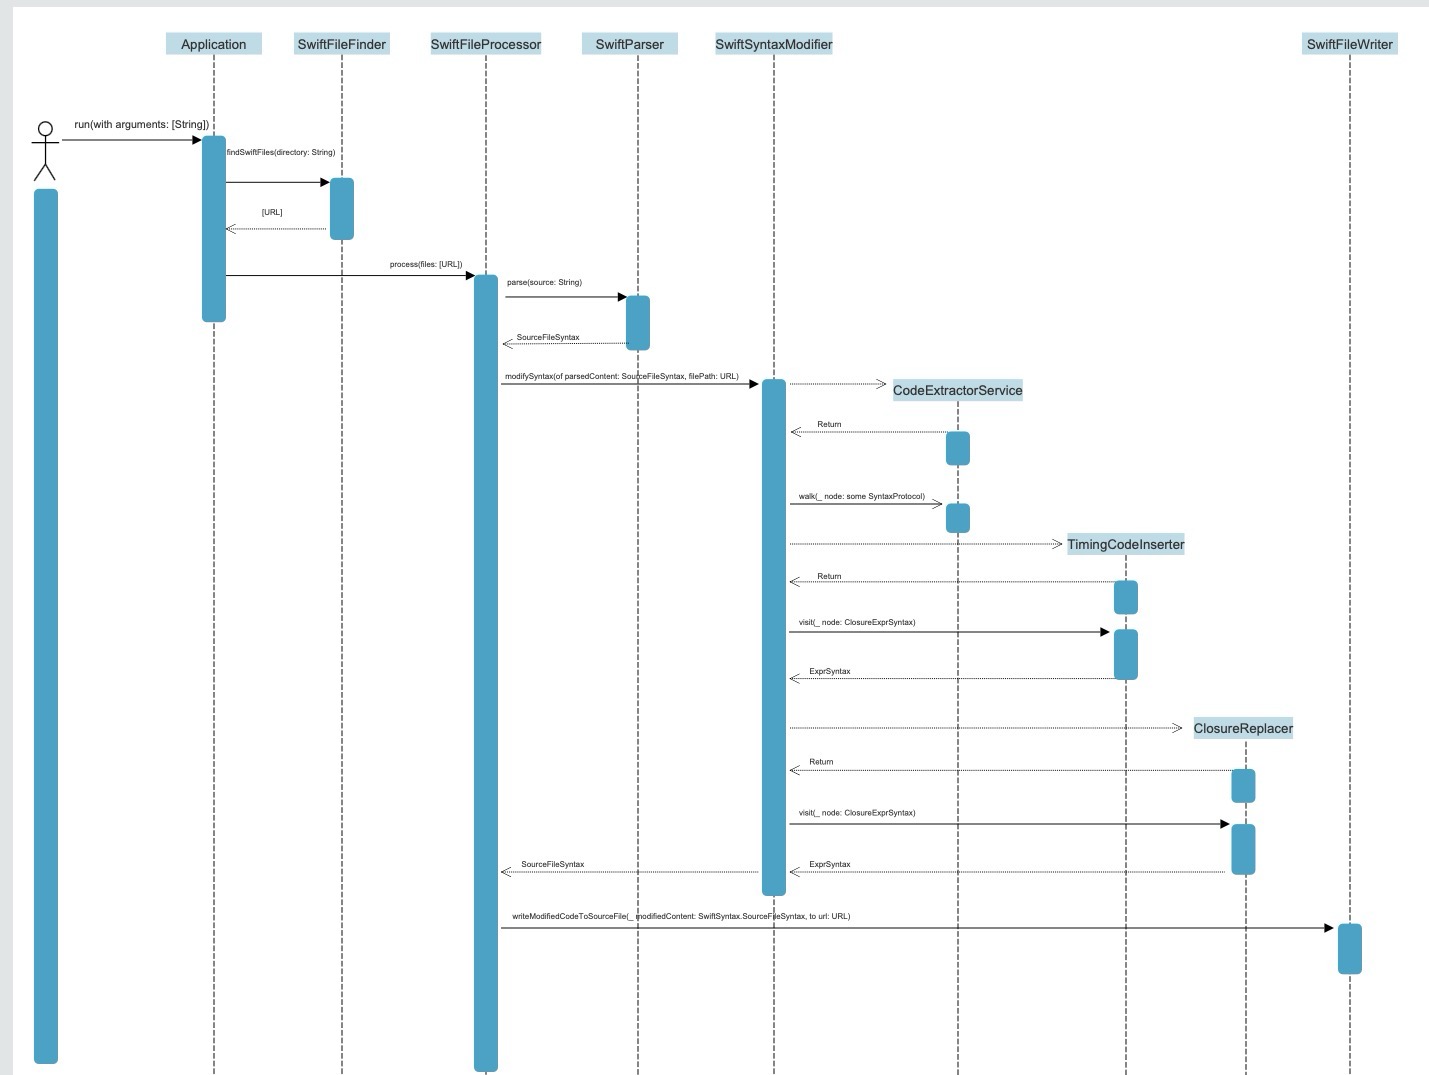 Application
SwiftFileFinder
SwiftFileProcessor
SwiftParser
SwiftSyntaxModifier
SwiftFileWriter
run(with arguments: [String])
findSwiftFiles(directory: String)
[URL]
process(files: [URL])
parse(source: String)
SourceFileSyntax
modifySyntax(of parsedContent: SourceFileSyntax, filePath: URL)
CodeExtractorService
Return
walk(_ node: some SyntaxProtocol)
TimingCodeInserter
Return
visit(_ node: ClosureExprSyntax)
ExprSyntax
ClosureReplacer
Return
visit(_ node: ClosureExprSyntax)
SourceFileSyntax
ExprSyntax
writeModifiedCodeToSourceFile(_ modifiedContent: SwiftSyntax.SourceFileSyntax, to url: URL)